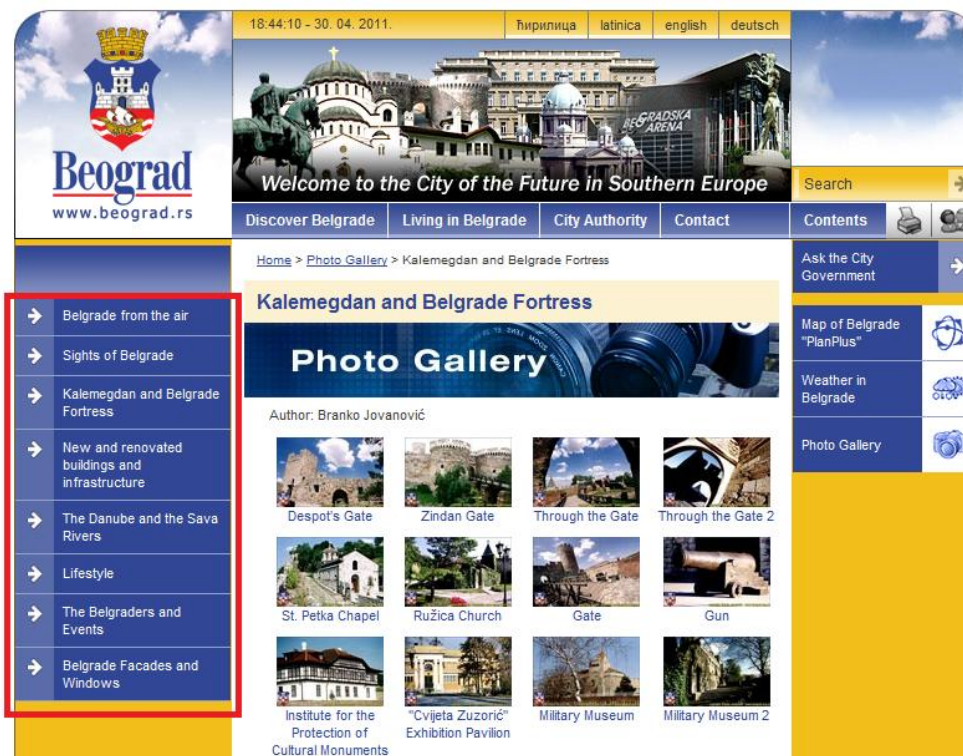 18:44:10 - 30. 04. 2011.
ћирилица
latinica
english
deutsch
Beograd
www.beograd.rs
BEOGRADSKA
ARENA
Welcome to the City of the Future in Southern Europe
Search
Discover Belgrade
Living in Belgrade
City Authority
Contact
Contents
Home > Photo Gallery > Kalemegdan and Belgrade Fortress
Ask the City
Government
Belgrade from the air
Sights of Belgrade
Kalemegdan and Belgrade
Fortress
New and renovated
buildings and
infrastructure
The Danube and the Sava
Rivers
Lifestyle
The Belgraders and
Events
Belgrade Facades and
Windows
Kalemegdan and Belgrade Fortress
Photo Gallery
Author: Branko Jovanović
Despot's Gate
Zindan Gate
Through the Gate
Through the Gate 2
St. Petka Chapel
Ružica Church
Gate
Gun
Institute for the
Protection of
Cultural Monuments
"Cvijeta Zuzorić"
Exhibition Pavilion
Military Museum
Military Museum 2
Map of Belgrade
"PlanPlus"
Weather in
Belgrade
Photo Gallery